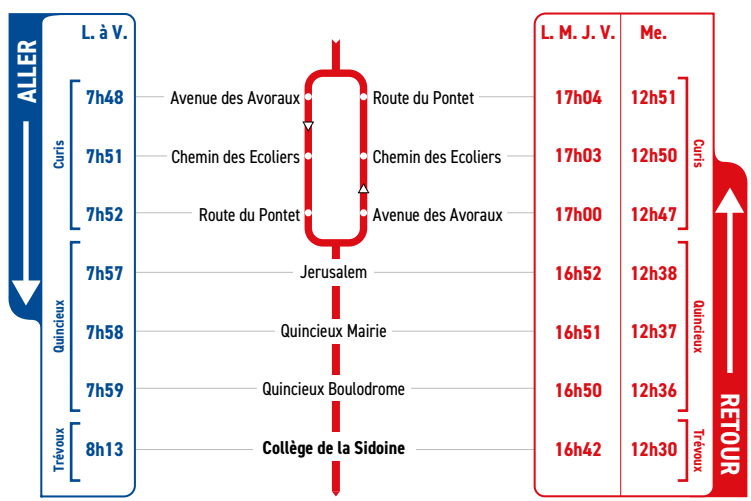 ALLER
L. à V.
L. M. J. V. Me.
Curis
7h48 Avenue des Avoraux Route du Pontet 17h04 12h51
7h51 Chemin des Ecoliers Chemin des Ecoliers 17h03 12h50
7h52 Route du Pontet Avenue des Avoraux 17h00 12h47
Curis
Quincieux
7h57 Jerusalem 16h52 12h38
7h58 Quincieux Mairie 16h51 12h37
7h59 Quincieux Boulodrome 16h50 12h36
Quincieux
Trévoux
8h13 Collège de la Sidoine 16h42 12h30
Trévoux
RETOUR